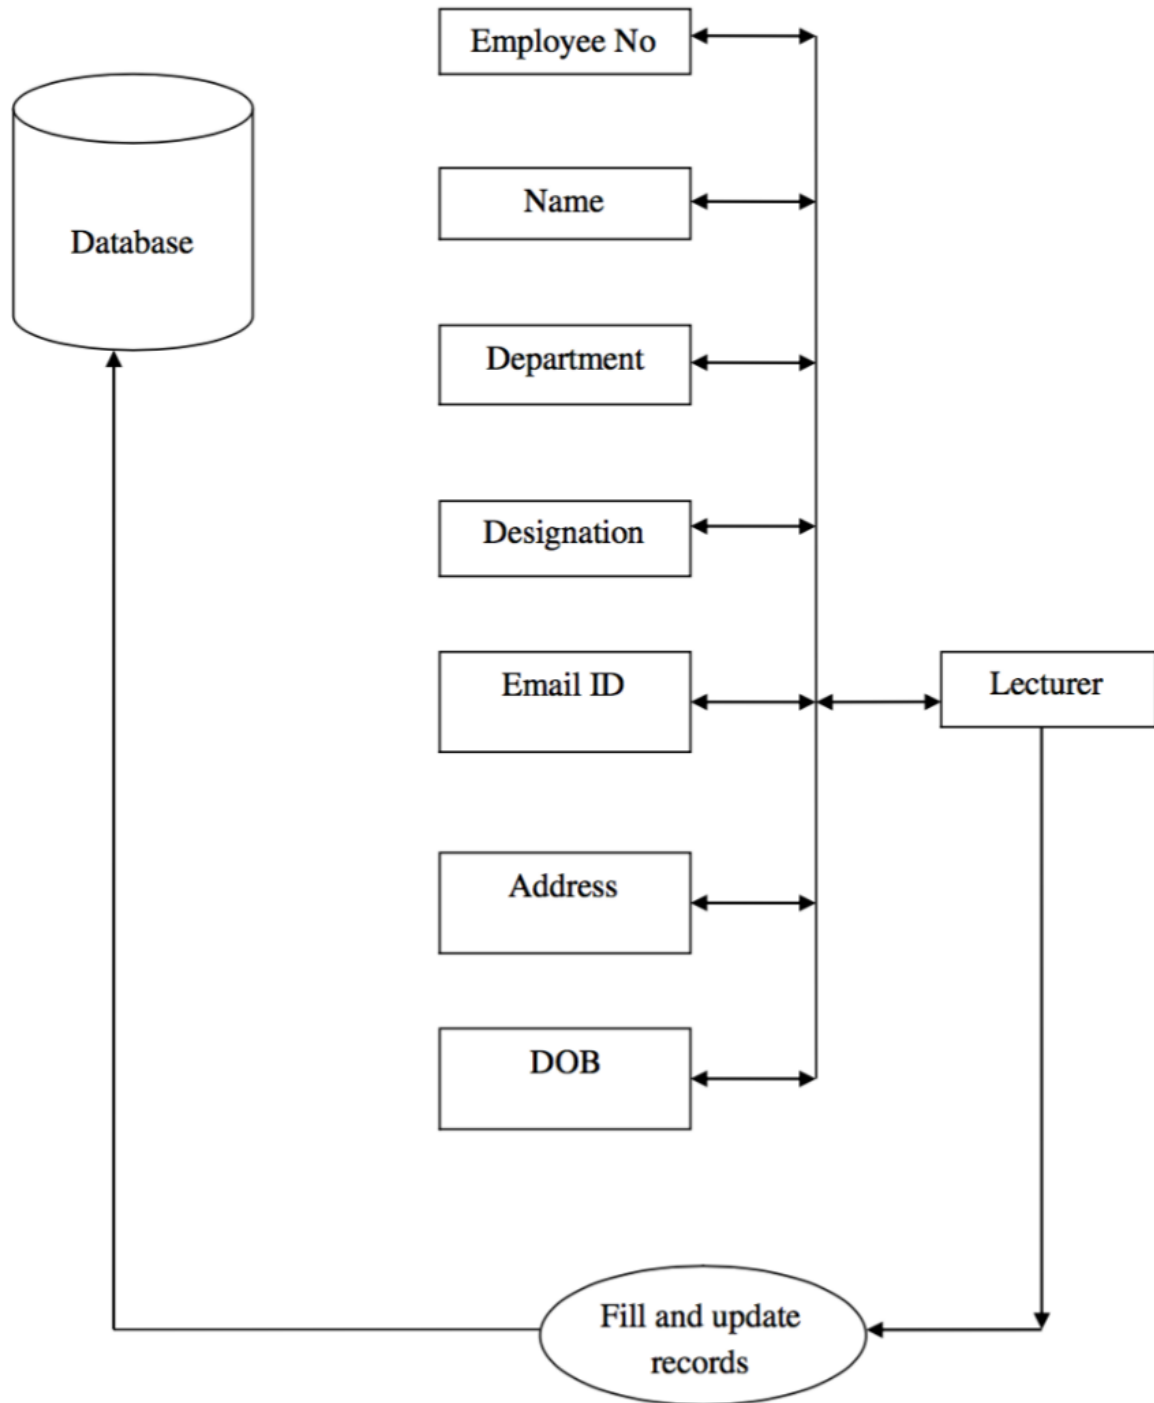 Employee No
Database
Name
Department
Designation
Email ID
Lecturer
Address
DOB
Fill and update
records